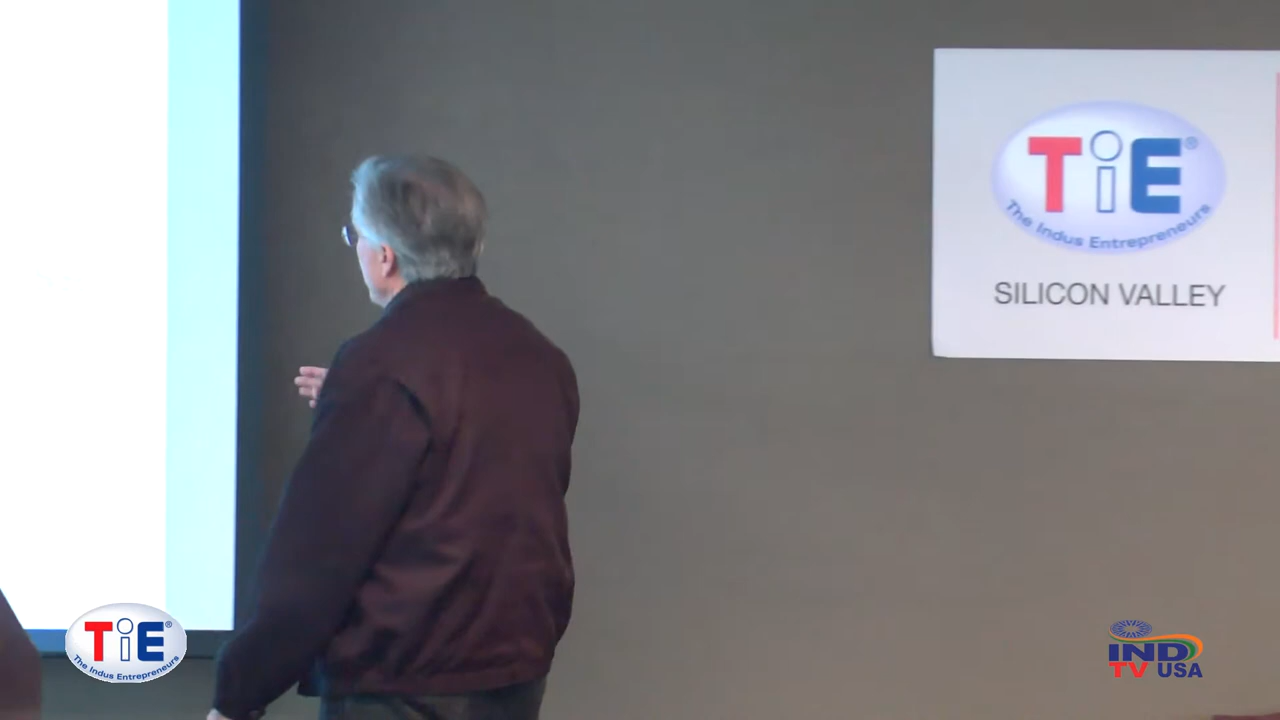 TiE®
The Indus Entrepreneurs
SILICON VALLEY
TiE®
The Indus Entrepreneurs
IND
TV USA